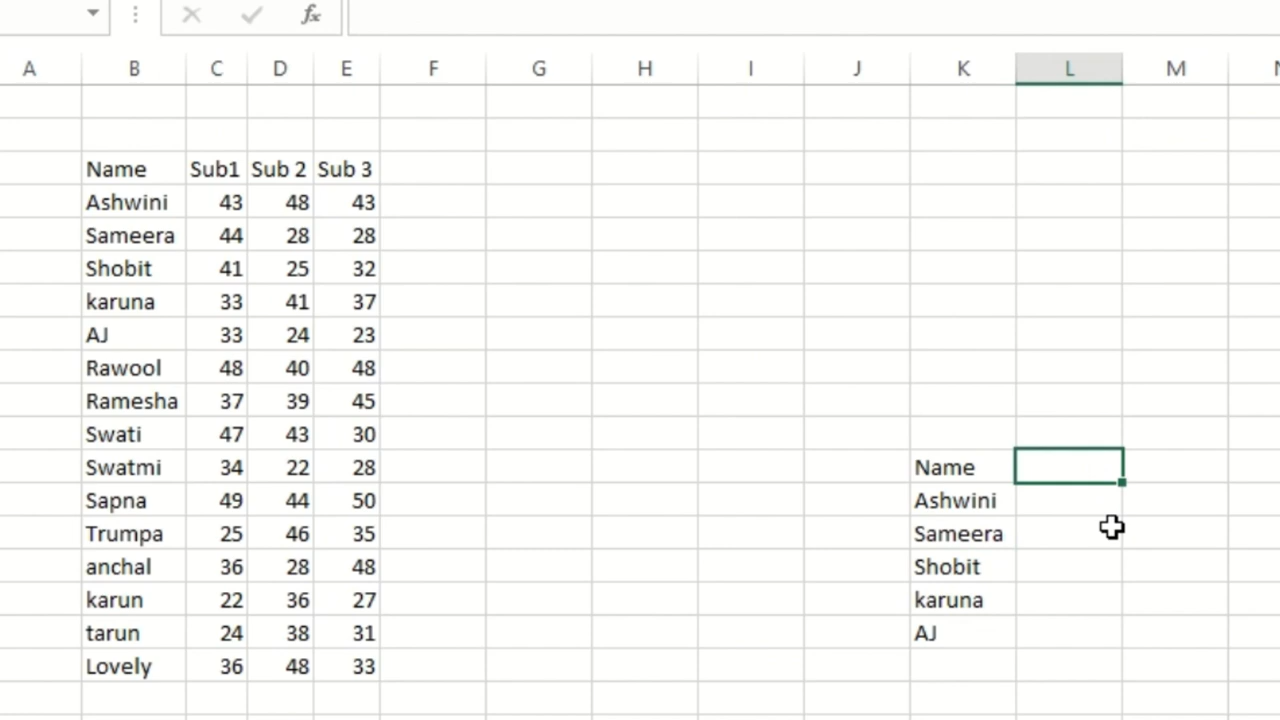 fx
A B C D E F G H I J K L M
Name Sub1 Sub 2 Sub 3
Ashwini 43 48 43
Sameera 44 28 28
Shobit 41 25 32
karuna 33 41 37
AJ 33 24 23
Rawool 48 40 48
Ramesha 37 39 45
Swati 47 43 30
Swatmi 34 22 28
Sapna 49 44 50
Trumpa 25 46 35
anchal 36 28 48
karun 22 36 27
tarun 24 38 31
Lovely 36 48 33
Name
Ashwini
Sameera
Shobit
karuna
AJ